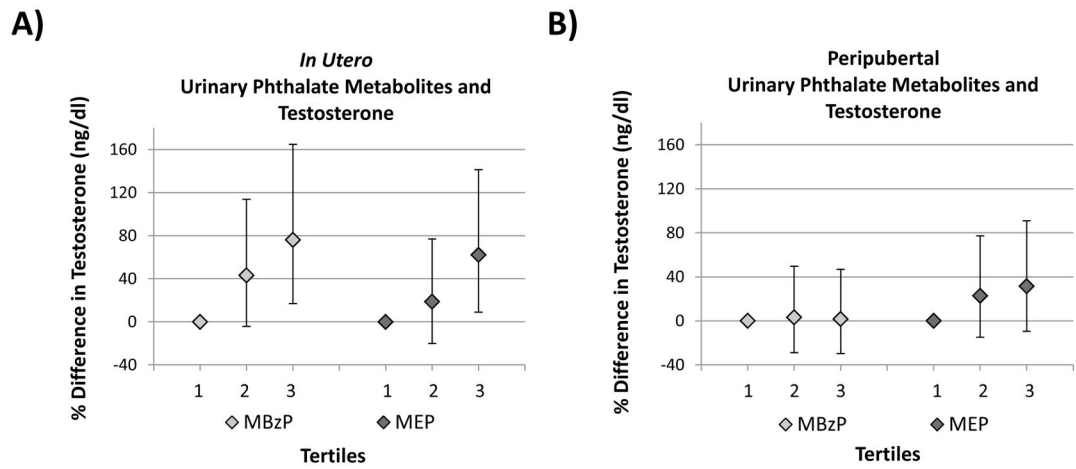 A)
In Utero
Urinary Phthalate Metabolites and
Testosterone
% Difference in Testosterone (ng/dl)
160
120
80
40
0
-40
1 2 3 1 2 3
MBzP MEP
Tertiles
B)
Peripubertal
Urinary Phthalate Metabolites and
Testosterone
% Difference in Testosterone (ng/dl)
160
120
80
40
0
-40
1 2 3 1 2 3
MBzP MEP
Tertiles